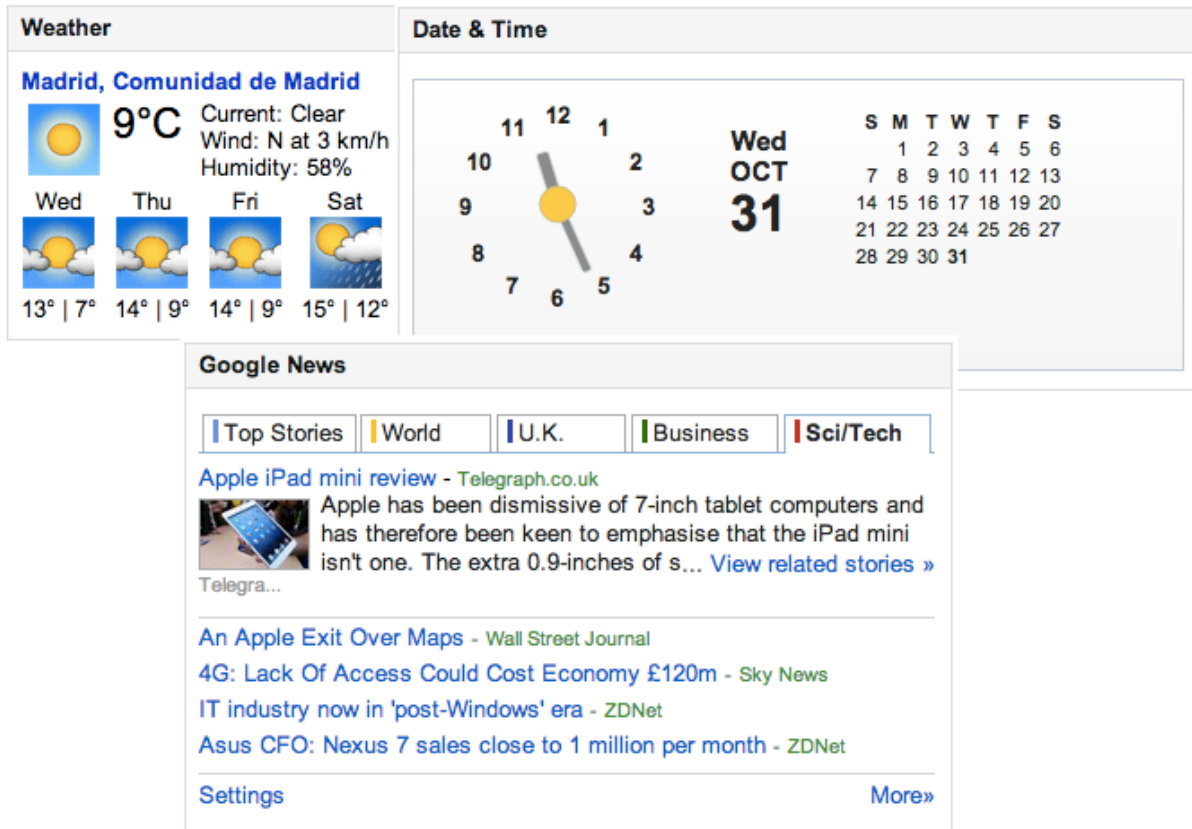 Weather
Madrid, Comunidad de Madrid
9°C
Current: Clear
Wind: N at 3 km/h
Humidity: 58%
Wed Thu Fri Sat
13° | 7° 14° | 9° 14° | 9° 15° | 12°
Date & Time
12
11 1
10 2
9 3
8 4
7 5
6
Wed
OCT
31
S M T W T F S
1 2 3 4 5 6
7 8 9 10 11 12 13
14 15 16 17 18 19 20
21 22 23 24 25 26 27
28 29 30 31
Google News
Top Stories World U.K. Business Sci/Tech
Apple iPad mini review - Telegraph.co.uk
Apple has been dismissive of 7-inch tablet computers and
has therefore been keen to emphasise that the iPad mini
isn't one. The extra 0.9-inches of s... View related stories »
Telegra...
An Apple Exit Over Maps - Wall Street Journal
4G: Lack Of Access Could Cost Economy £120m - Sky News
IT industry now in 'post-Windows' era - ZDNet
Asus CFO: Nexus 7 sales close to 1 million per month - ZDNet
Settings More»